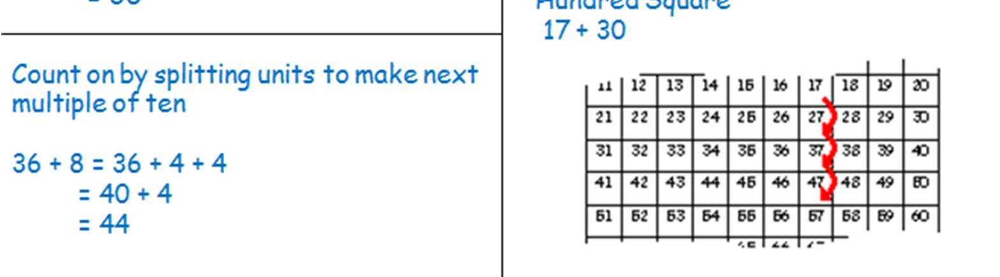 Count on by splitting units to make next
multiple of ten
36 + 8 = 36 + 4 + 4
= 40 + 4
= 44
Hundred Square
17 + 30
11 12 13 14 15 16 17 18 19 20
21 22 23 24 25 26 27 28 29 30
31 32 33 34 35 36 37 38 39 40
41 42 43 44 45 46 47 48 49 50
51 52 53 54 55 56 57 58 59 60